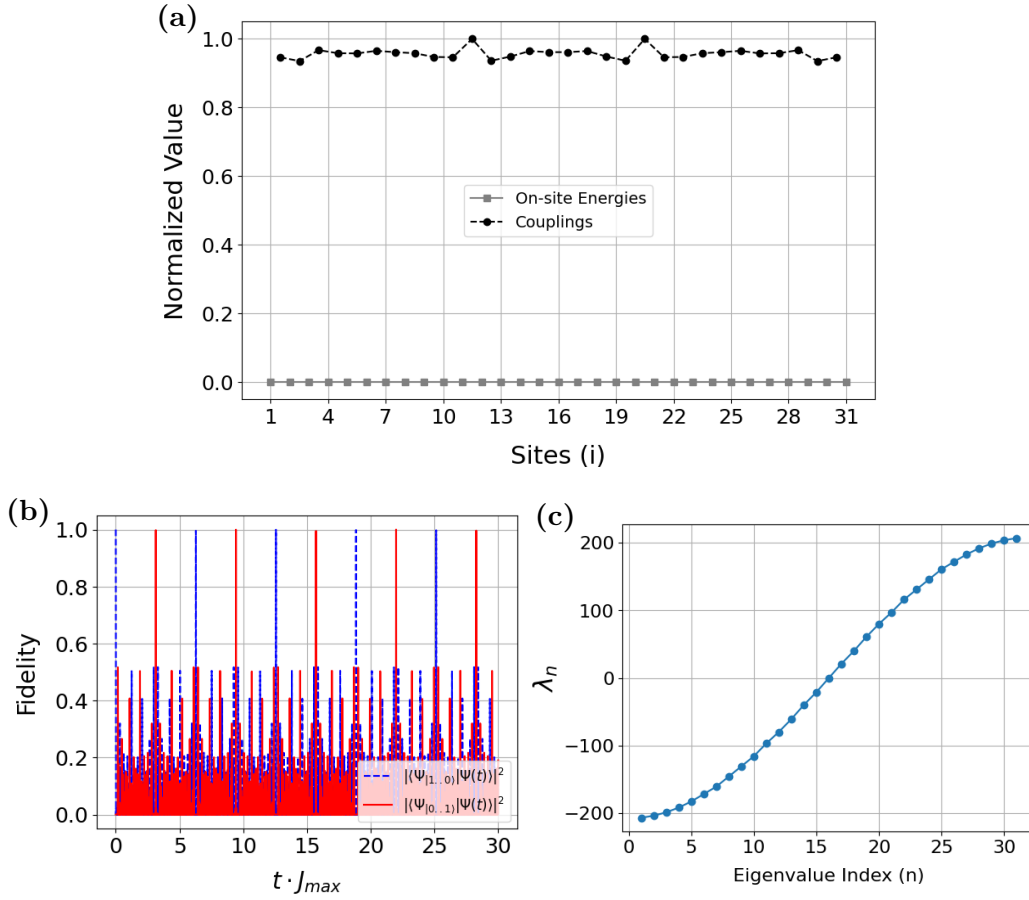 (a)
Normalized Value
1.0
0.8
0.6
0.4
0.2
0.0
On-site Energies
Couplings
1 4 7 10 13 16 19 22 25 28 31
Sites (i)
(b)
Fidelity
1.0
0.8
0.6
0.4
0.2
0.0
|⟨Ψ|1..0⟩|Ψ(t)⟩|²
|⟨Ψ|0..1⟩|Ψ(t)⟩|²
0 5 10 15 20 25 30
t · Jmax
(c)
λn
200
100
0
−100
−200
0 5 10 15 20 25 30
Eigenvalue Index (n)